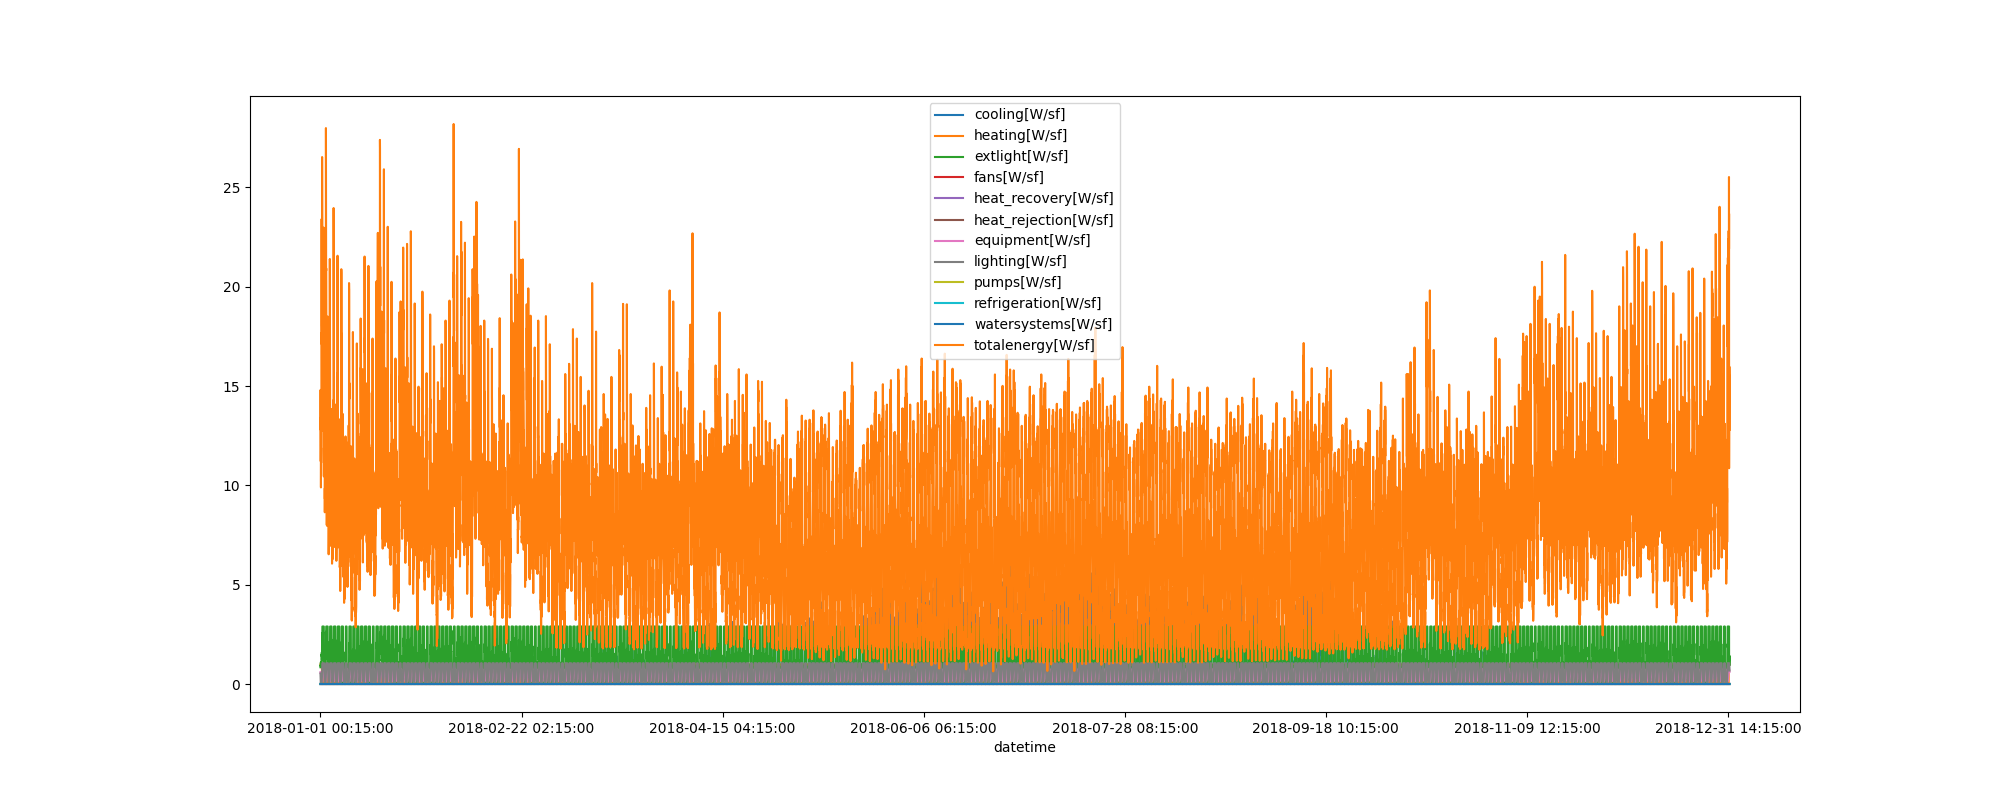 cooling[W/sf]
heating[W/sf]
extlight[W/sf]
fans[W/sf]
heat_recovery[W/sf]
heat_rejection[W/sf]
equipment[W/sf]
lighting[W/sf]
pumps[W/sf]
refrigeration[W/sf]
watersystems[W/sf]
totalenergy[W/sf]
25
20
15
10
5
0
2018-01-01 00:15:00 2018-02-22 02:15:00 2018-04-15 04:15:00 2018-06-06 06:15:00 2018-07-28 08:15:00 2018-09-18 10:15:00 2018-11-09 12:15:00 2018-12-31 14:15:00
datetime